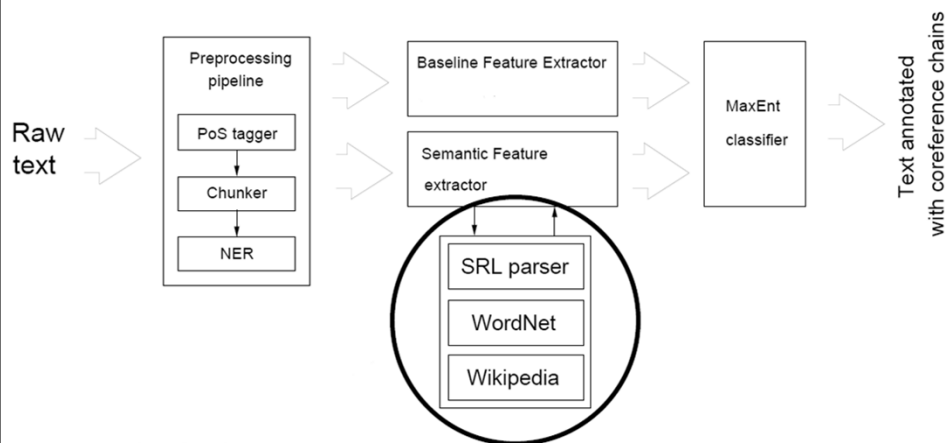 Raw
text
Preprocessing
pipeline
PoS tagger
Chunker
NER
Baseline Feature Extractor
Semantic Feature
extractor
SRL parser
WordNet
Wikipedia
MaxEnt
classifier
Text annotated
with coreference chains